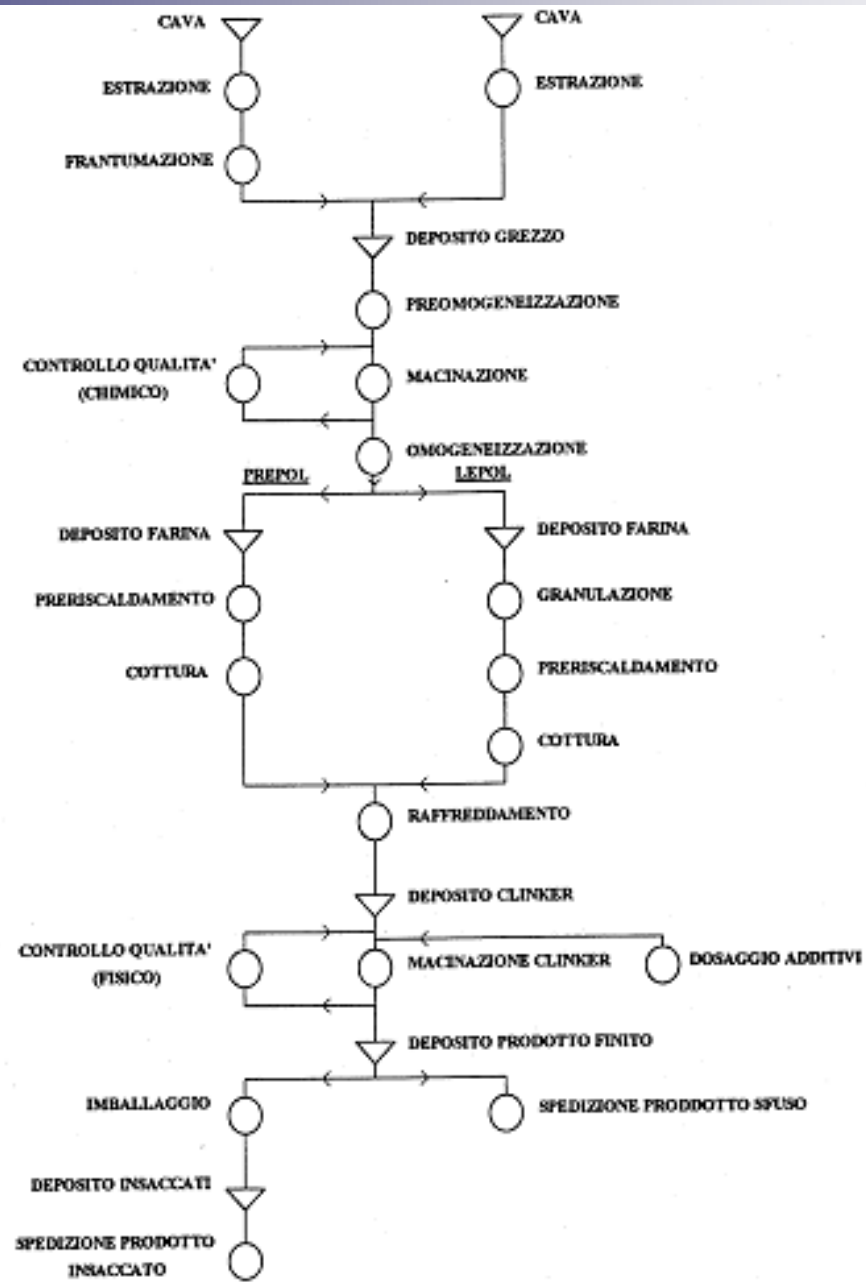 CAVA
CAVA
ESTRAZIONE
ESTRAZIONE
FRANTUMAZIONE
DEPOSITO GREZZO
PREOMOGENEIZZAZIONE
CONTROLLO QUALITA'
(CHIMICO)
MACINAZIONE
OMOGENEIZZAZIONE
PREPOL
LEPOL
DEPOSITO FARINA
DEPOSITO FARINA
PRERISCALDAMENTO
GRANULAZIONE
COTTURA
PRERISCALDAMENTO
COTTURA
RAFFREDDAMENTO
DEPOSITO CLINKER
CONTROLLO QUALITA'
(FISICO)
MACINAZIONE CLINKER
DOSAGGIO ADDITIVI
DEPOSITO PRODOTTO FINITO
IMBALLAGGIO
SPEDIZIONE PRODDOTTO SFUSO
DEPOSITO INSACCATI
SPEDIZIONE PRODOTTO
INSACCATO